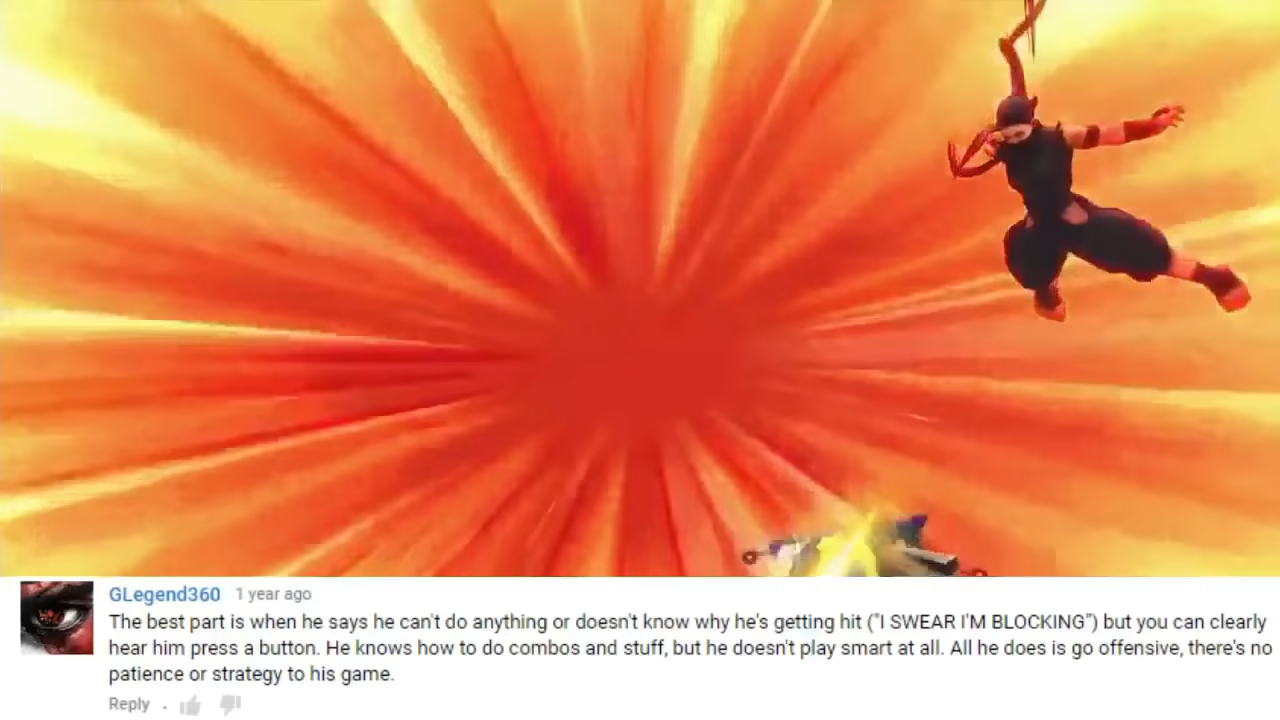 GLegend360 1 year ago
The best part is when he says he can't do anything or doesn't know why he's getting hit ("I SWEAR I'M BLOCKING") but you can clearly
hear him press a button. He knows how to do combos and stuff, but he doesn't play smart at all. All he does is go offensive, there's no
patience or strategy to his game.
Reply .